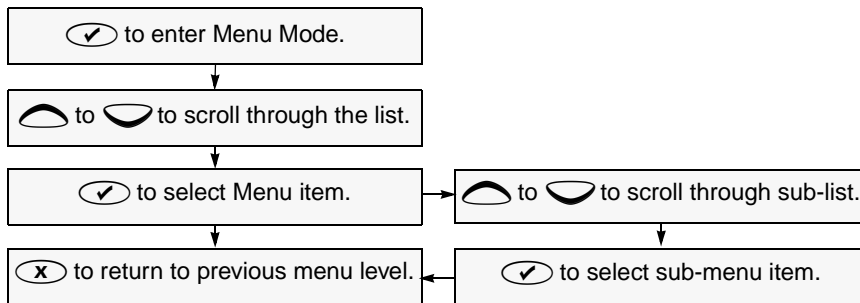 ✔ to enter Menu Mode.
to to scroll through the list.
✔ to select Menu item.
to to scroll through sub-list.
x to return to previous menu level.
✔ to select sub-menu item.